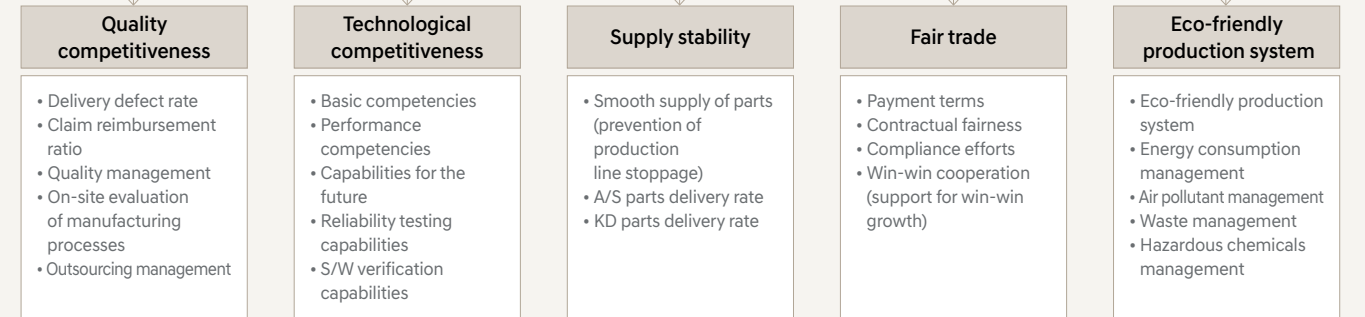 Quality
competitiveness
• Delivery defect rate
• Claim reimbursement
ratio
• Quality management
• On-site evaluation
of manufacturing
processes
• Outsourcing management
Technological
competitiveness
• Basic competencies
• Performance
competencies
• Capabilities for the
future
• Reliability testing
capabilities
• S/W verification
capabilities
Supply stability
• Smooth supply of parts
(prevention of
production
line stoppage)
• A/S parts delivery rate
• KD parts delivery rate
Fair trade
• Payment terms
• Contractual fairness
• Compliance efforts
• Win-win cooperation
(support for win-win
growth)
Eco-friendly
production system
• Eco-friendly production
system
• Energy consumption
management
• Air pollutant management
• Waste management
• Hazardous chemicals
management